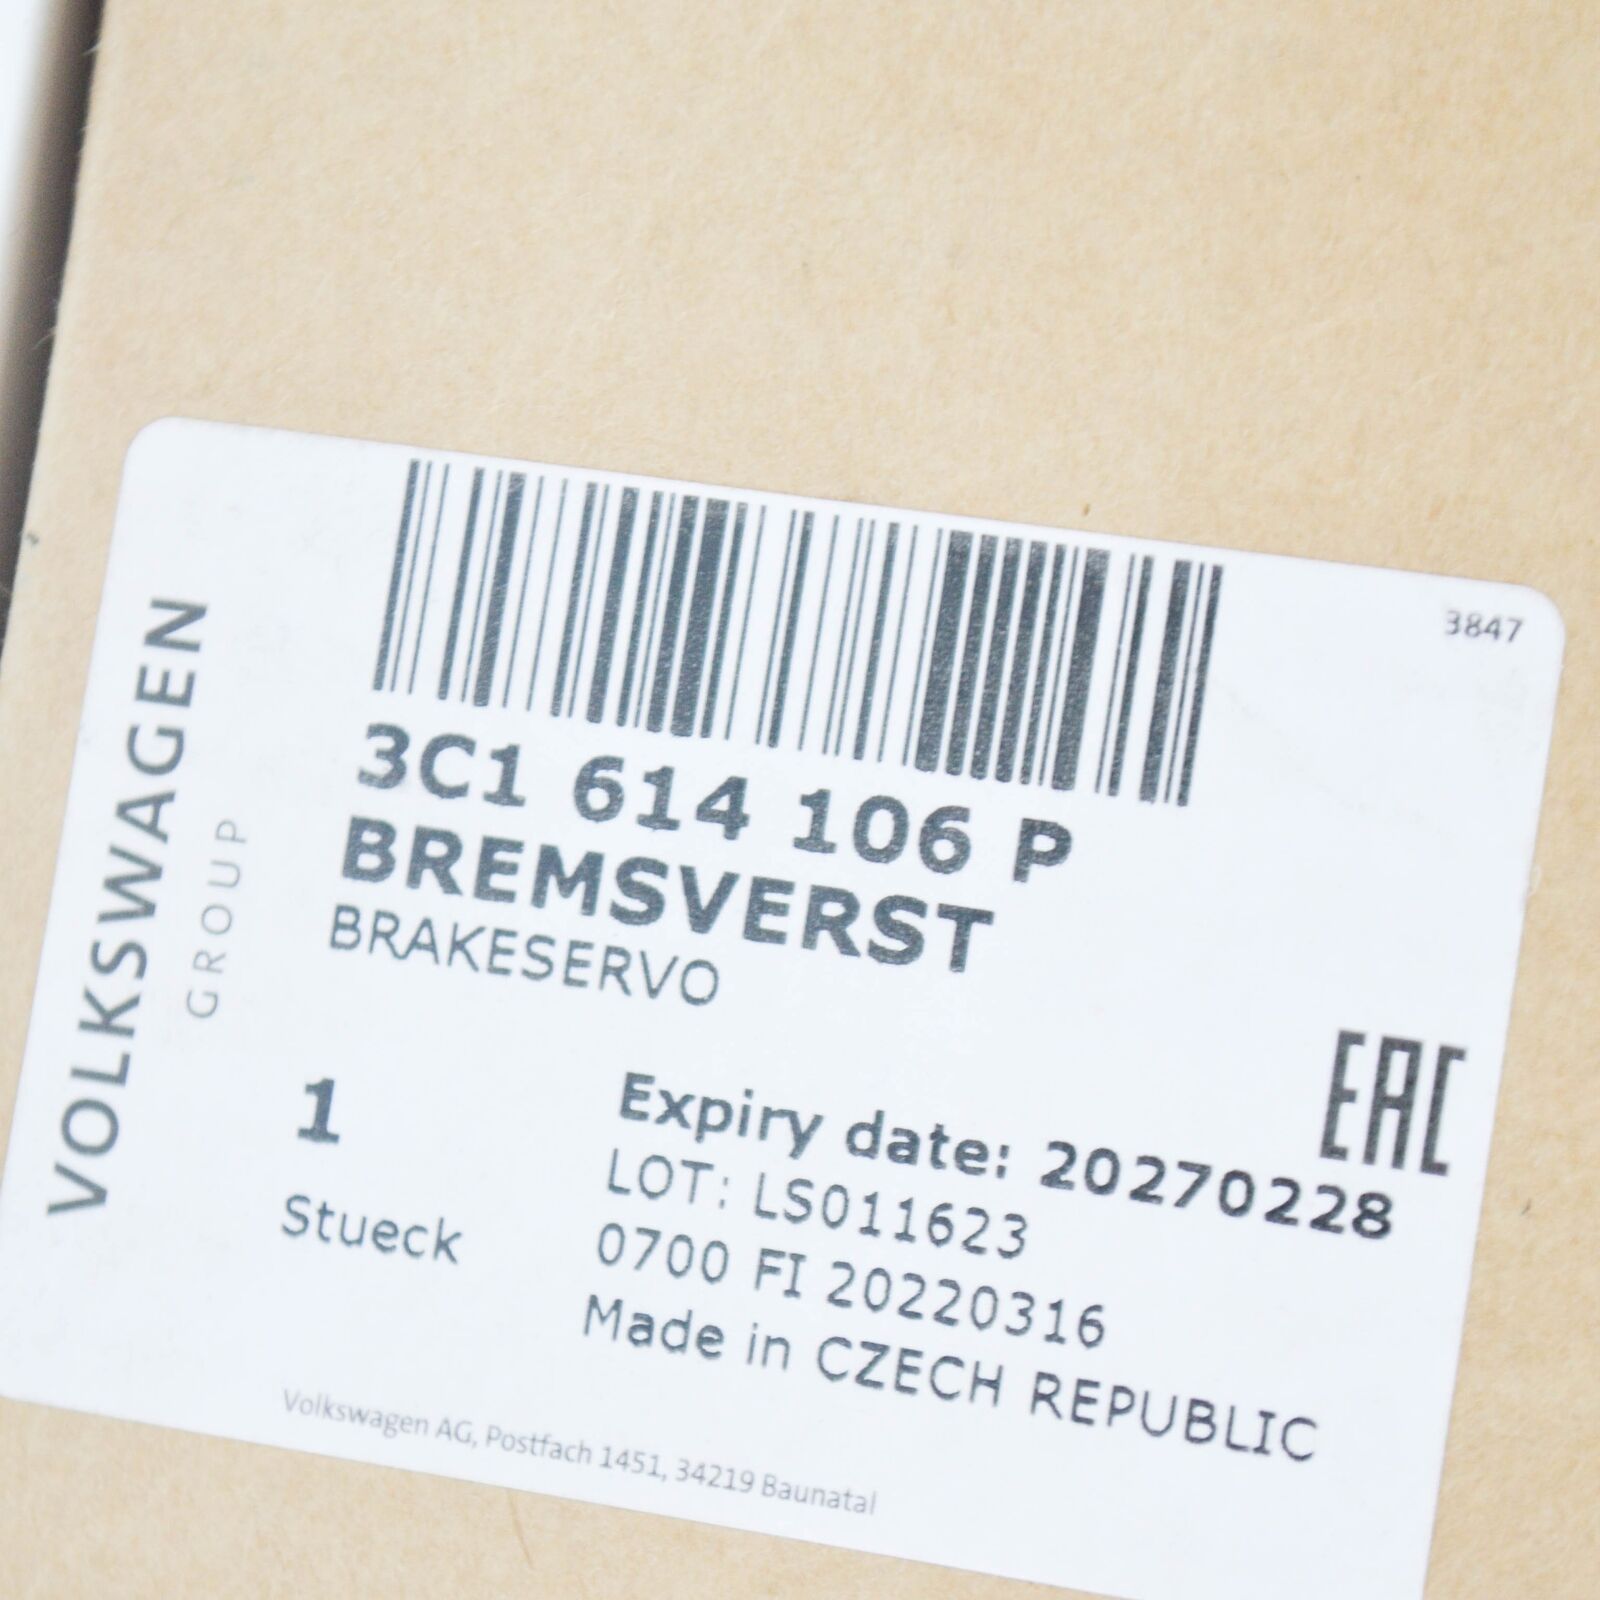 VOLKSWAGEN
GROUP
3847
3C1 614 106 P
BREMSVERST
BRAKESERVO
EAC
1
Stueck
Expiry date: 20270228
LOT: LS011623
0700 FI 20220316
Made in CZECH REPUBLIC
Volkswagen AG, Postfach 1451, 34219 Baunatal